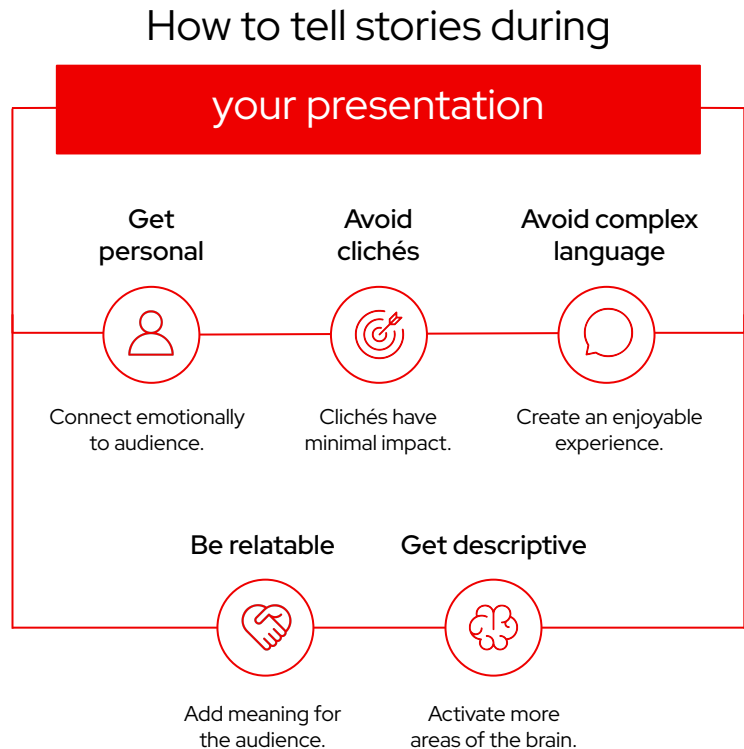 How to tell stories during
your presentation
Get
personal
Avoid
clichés
Avoid complex
language
Connect emotionally
to audience.
Clichés have
minimal impact.
Create an enjoyable
experience.
Be relatable
Get descriptive
Add meaning for
the audience.
Activate more
areas of the brain.